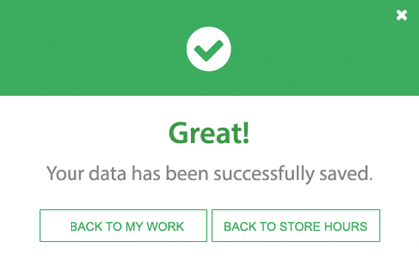 Great!
Your data has been successfully saved.
BACK TO MY WORK
BACK TO STORE HOURS